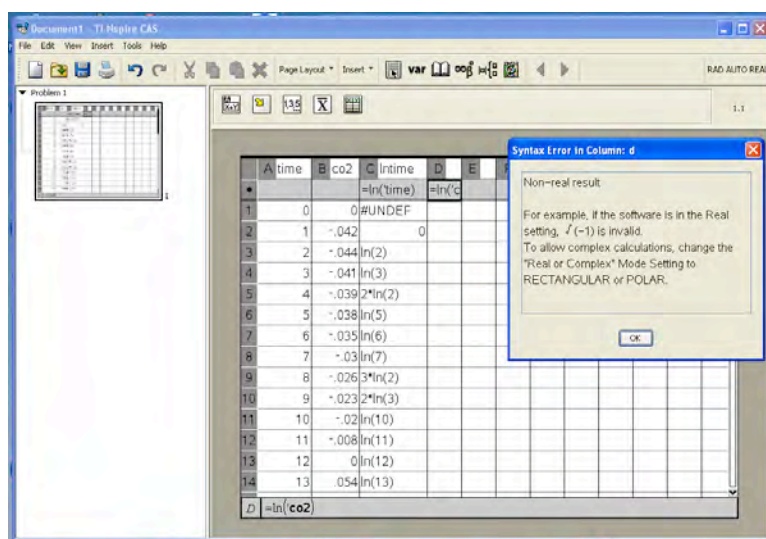 Document1 - TI-Nspire CAS
File Edit View Insert Tools Help
Page Layout Insert var RAD AUTO REAL
Problem 1
1.1
1
A time B co2 C lntime D E
=ln('time) =ln('c
1 0 0 #UNDEF
2 1 -.042 0
3 2 -.044 ln(2)
4 3 -.041 ln(3)
5 4 -.039 2*ln(2)
6 5 -.038 ln(5)
7 6 -.035 ln(6)
8 7 -.03 ln(7)
9 8 -.026 3*ln(2)
10 9 -.023 2*ln(3)
11 10 -.02 ln(10)
12 11 -.008 ln(11)
13 12 0 ln(12)
14 13 .054 ln(13)
D =ln('co2)
Syntax Error in Column: d
Non-real result
For example, if the software is in the Real
setting, √(-1) is invalid.
To allow complex calculations, change the
"Real or Complex" Mode Setting to
RECTANGULAR or POLAR.
OK